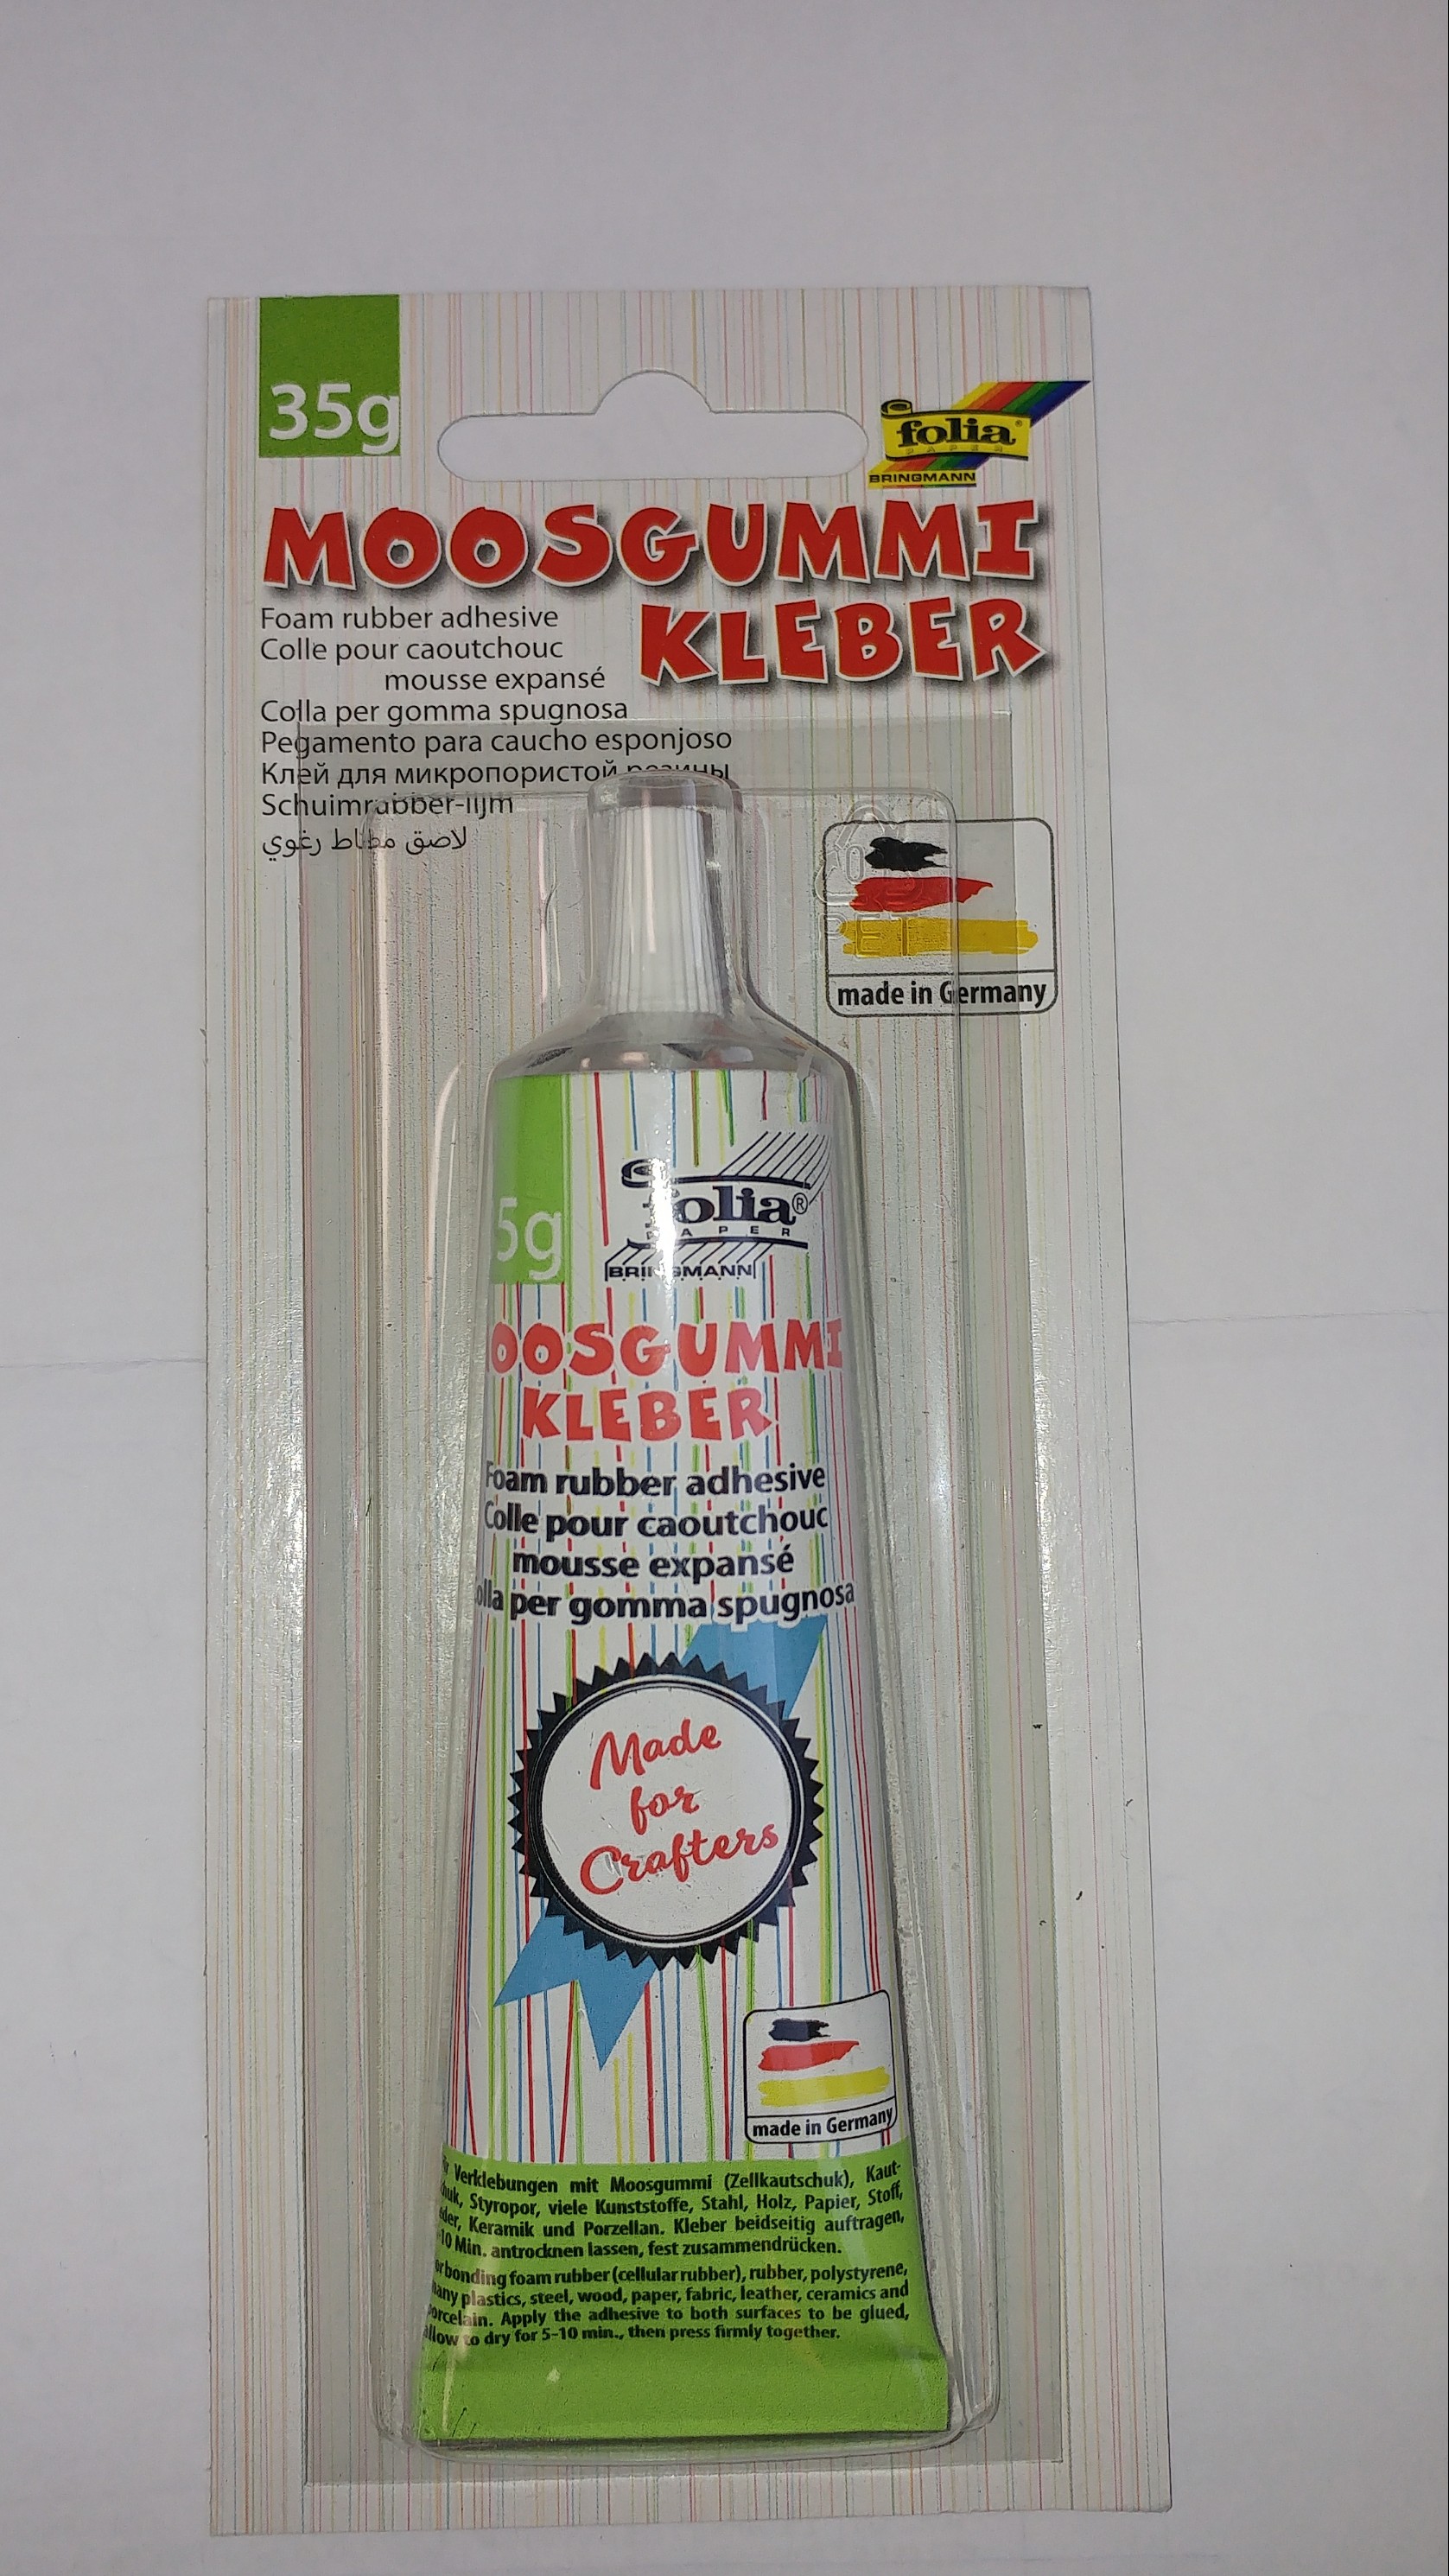 35g
folia®
PAPER
BRINGMANN
MOOSGUMMI
KLEBER
Foam rubber adhesive
Colle pour caoutchouc
mousse expansé
Colla per gomma spugnosa
Pegamento para caucho esponjoso
Клей для микропористой резины
Schuimrubber-lijm
لاصق مطاط رغوي
PET
made in Germany
5g
folia®
PAPER
BRINGMANN
OOSGUMMI
KLEBER
Foam rubber adhesive
Colle pour caoutchouc
mousse expansé
olla per gomma spugnosa
Made
for
Crafters
made in Germany
Verklebungen mit Moosgummi (Zellkautschuk), Kaut-
huk, Styropor, viele Kunststoffe, Stahl, Holz, Papier, Stoff,
der, Keramik und Porzellan. Kleber beidseitig auftragen,
-10 Min. antrocknen lassen, fest zusammendrücken.
or bonding foam rubber (cellular rubber), rubber, polystyrene,
any plastics, steel, wood, paper, fabric, leather, ceramics and
orcelain. Apply the adhesive to both surfaces to be glued,
allow to dry for 5-10 min., then press firmly together.